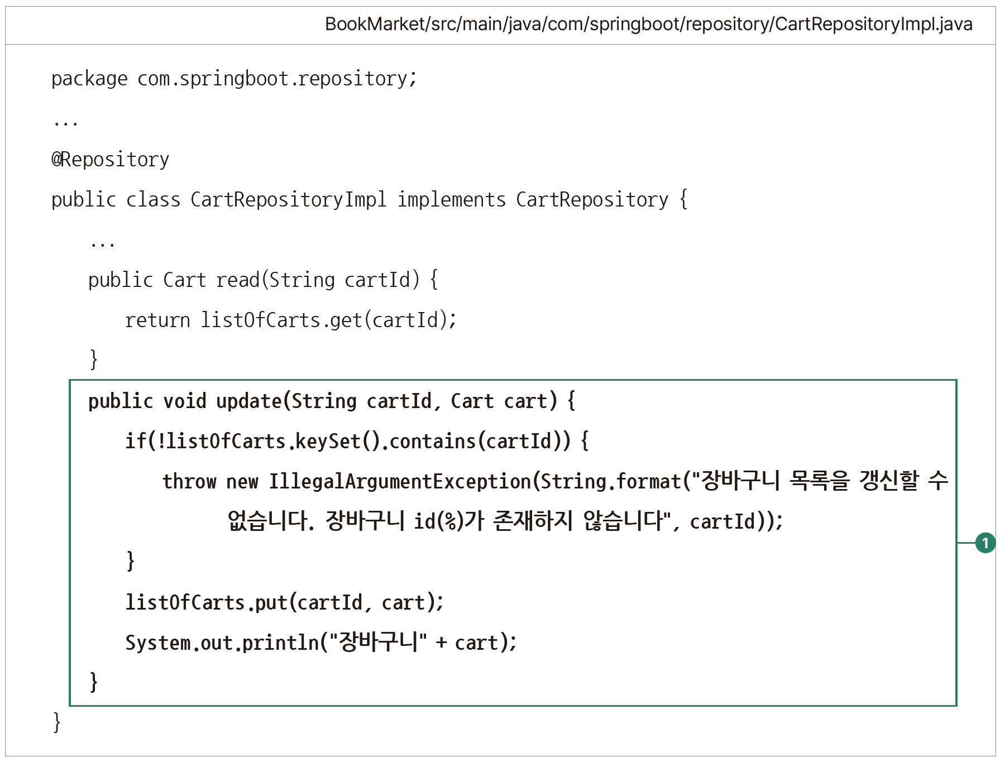 BookMarket/src/main/java/com/springboot/repository/CartRepositoryImpl.java
package com.springboot.repository;
...
@Repository
public class CartRepositoryImpl implements CartRepository {
...
public Cart read(String cartId) {
return listOfCarts.get(cartId);
}
public void update(String cartId, Cart cart) {
if(!listOfCarts.keySet().contains(cartId)) {
throw new IllegalArgumentException(String.format("장바구니 목록을 갱신할 수
없습니다. 장바구니 id(%)가 존재하지 않습니다", cartId));
}
listOfCarts.put(cartId, cart);
System.out.println("장바구니" + cart);
}
1
}